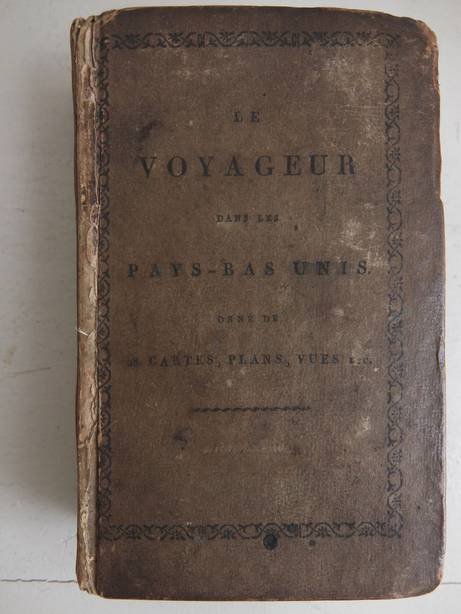 LE
VOYAGEUR
DANS LES
PAYS-BAS UNIS.
ORNÉ DE
CARTES, PLANS, VUES &c.